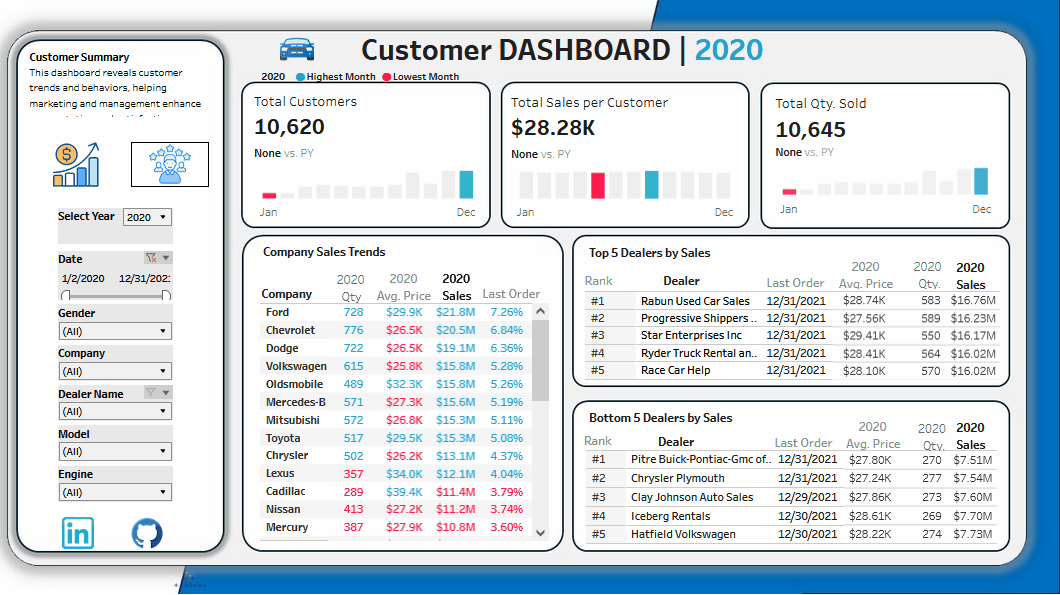 Customer Summary
This dashboard reveals customer
trends and behaviors, helping
marketing and management enhance
Select Year 2020
Date
1/2/2020 12/31/202
Gender
(All)
Company
(All)
Dealer Name
(All)
Model
(All)
Engine
(All)
in
Customer DASHBOARD | 2020
2020 Highest Month Lowest Month
Total Customers
10,620
None vs. PY
Jan Dec
Total Sales per Customer
$28.28K
None vs. PY
Jan Dec
Total Qty. Sold
10,645
None vs. PY
Jan Dec
Company Sales Trends
2020 2020 2020
Company Qty Avg. Price Sales Last Order
Ford 728 $29.9K $21.8M 7.26%
Chevrolet 776 $26.5K $20.5M 6.84%
Dodge 722 $26.5K $19.1M 6.36%
Volkswagen 615 $25.8K $15.8M 5.28%
Oldsmobile 489 $32.3K $15.8M 5.26%
Mercedes-B 571 $27.3K $15.6M 5.19%
Mitsubishi 572 $26.8K $15.3M 5.11%
Toyota 517 $29.5K $15.3M 5.08%
Chrysler 502 $26.2K $13.1M 4.37%
Lexus 357 $34.0K $12.1M 4.04%
Cadillac 289 $39.4K $11.4M 3.79%
Nissan 413 $27.2K $11.2M 3.74%
Mercury 387 $27.9K $10.8M 3.60%
Top 5 Dealers by Sales
2020 2020 2020
Rank Dealer Last Order Avg. Price Qty. Sales
#1 Rabun Used Car Sales 12/31/2021 $28.74K 583 $16.76M
#2 Progressive Shippers .. 12/31/2021 $27.56K 589 $16.23M
#3 Star Enterprises Inc 12/31/2021 $29.41K 550 $16.17M
#4 Ryder Truck Rental an.. 12/31/2021 $28.41K 564 $16.02M
#5 Race Car Help 12/31/2021 $28.10K 570 $16.02M
Bottom 5 Dealers by Sales
2020 2020 2020
Rank Dealer Last Order Avg. Price Qty. Sales
#1 Pitre Buick-Pontiac-Gmc of.. 12/31/2021 $27.80K 270 $7.51M
#2 Chrysler Plymouth 12/31/2021 $27.24K 277 $7.54M
#3 Clay Johnson Auto Sales 12/29/2021 $27.86K 273 $7.60M
#4 Iceberg Rentals 12/30/2021 $28.61K 269 $7.70M
#5 Hatfield Volkswagen 12/30/2021 $28.22K 274 $7.73M